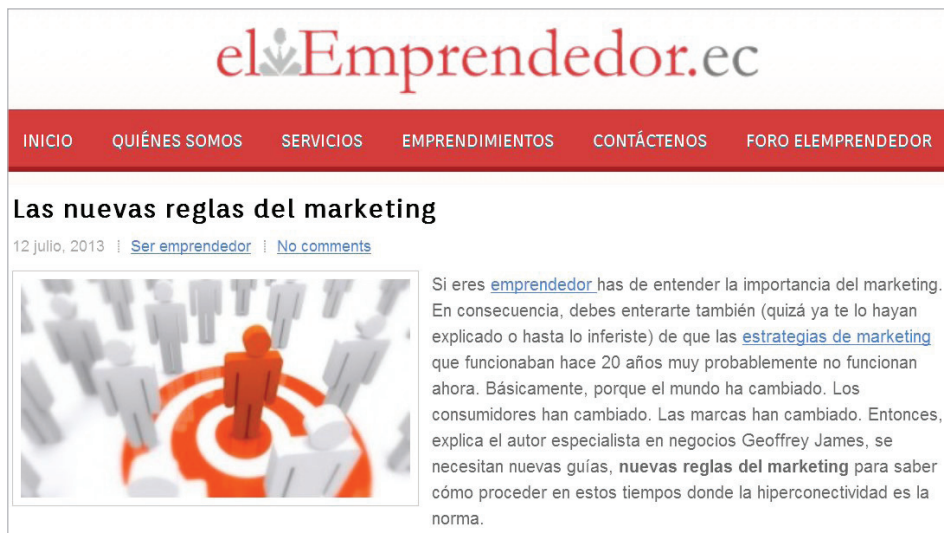 elEmprendedor.ec
INICIO QUIÉNES SOMOS SERVICIOS EMPRENDIMIENTOS CONTÁCTENOS FORO ELEMPRENDEDOR
Las nuevas reglas del marketing
12 julio, 2013 Ser emprendedor No comments
Si eres emprendedor has de entender la importancia del marketing.
En consecuencia, debes enterarte también (quizá ya te lo hayan
explicado o hasta lo inferiste) de que las estrategias de marketing
que funcionaban hace 20 años muy probablemente no funcionan
ahora. Básicamente, porque el mundo ha cambiado. Los
consumidores han cambiado. Las marcas han cambiado. Entonces,
explica el autor especialista en negocios Geoffrey James, se
necesitan nuevas guías, nuevas reglas del marketing para saber
cómo proceder en estos tiempos donde la hiperconectividad es la
norma.